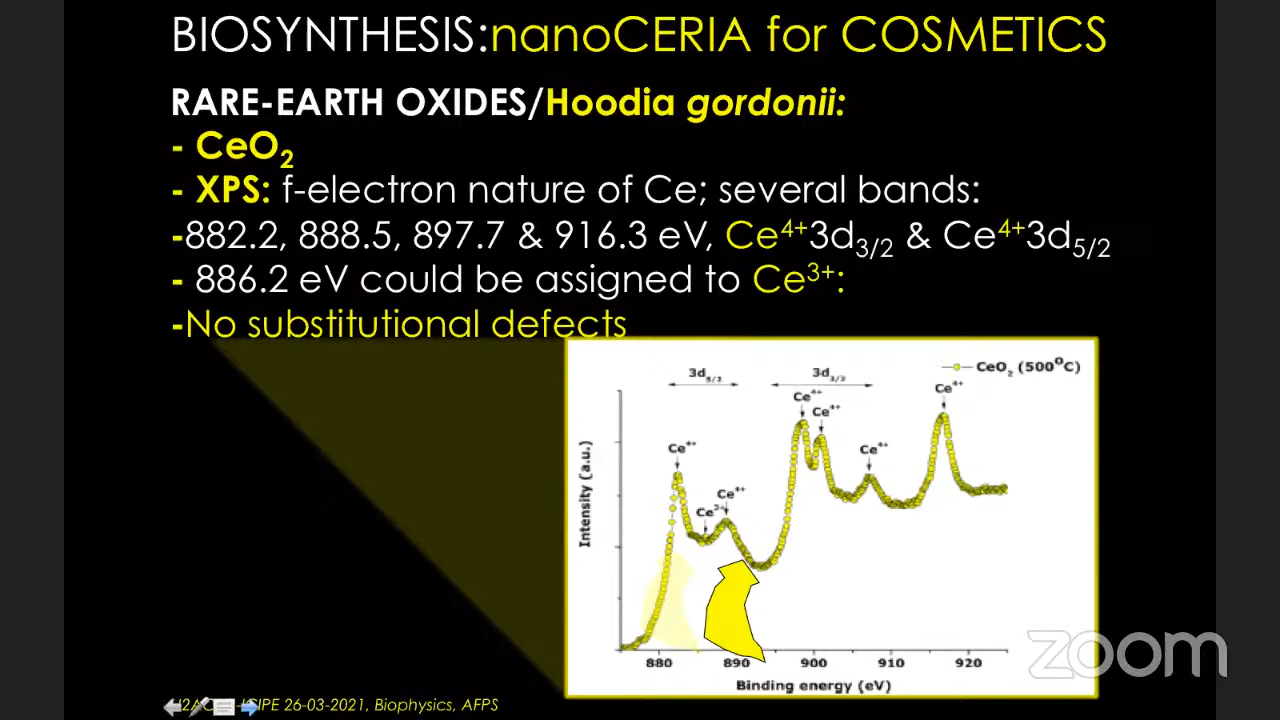 BIOSYNTHESIS:nanoCERIA for COSMETICS
RARE-EARTH OXIDES/Hoodia gordonii:
- CeO₂
- XPS: f-electron nature of Ce; several bands:
-882.2, 888.5, 897.7 & 916.3 eV, Ce⁴⁺3d₃/₂ & Ce⁴⁺3d₅/₂
- 886.2 eV could be assigned to Ce³⁺:
-No substitutional defects
3d₅/₂
3d₃/₂
CeO₂ (500⁰C)
Ce⁴⁺
Ce⁴⁺
Ce⁴⁺
Ce⁴⁺
Ce⁴⁺
Ce⁴⁺
Ce³⁺
Intensity (a.u.)
880 890 900 910 920
Binding energy (eV)
zoom
26-03-2021, Biophysics, AFPS